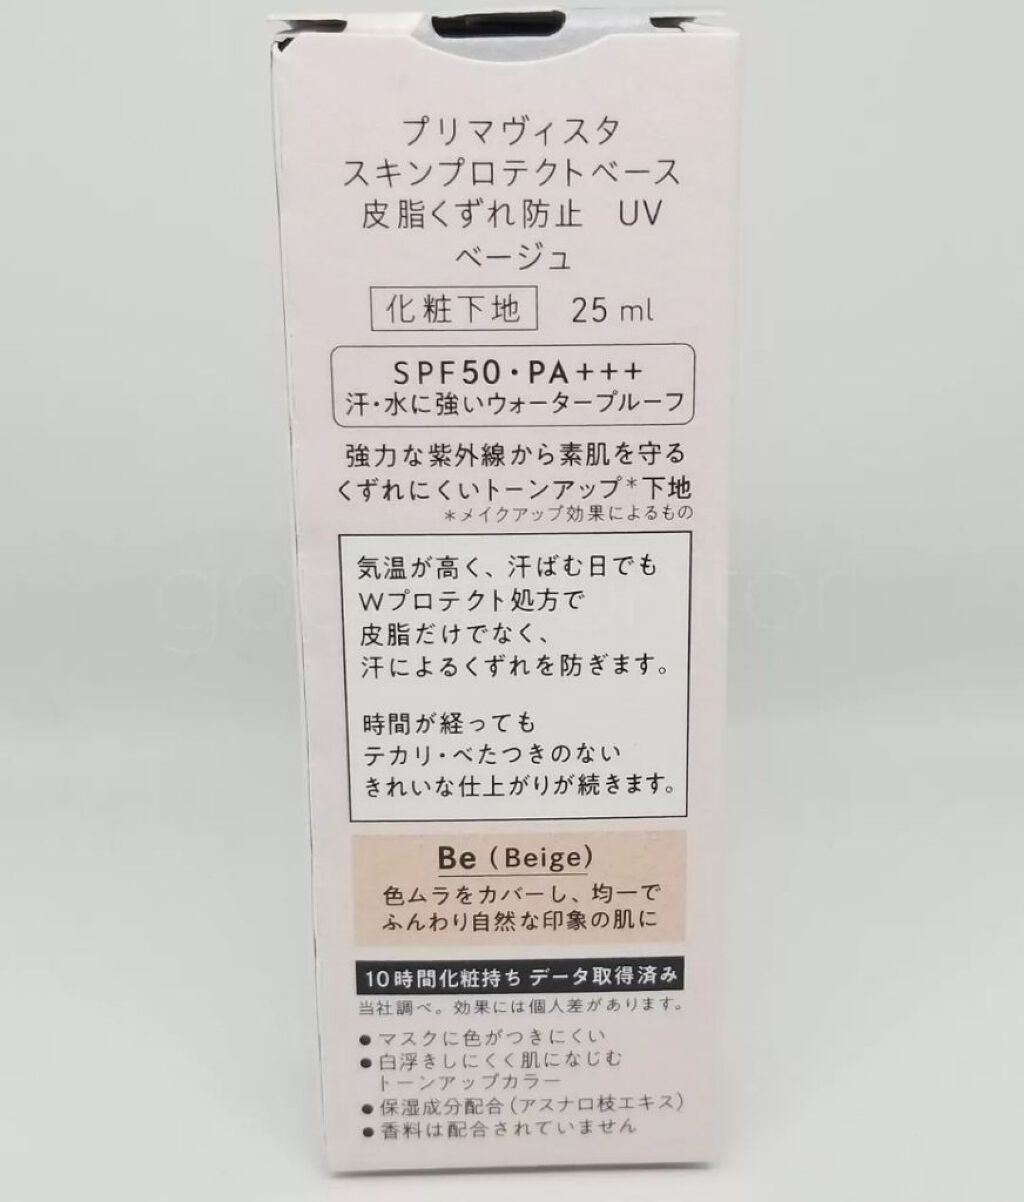 プリマヴィスタ
スキンプロテクトベース
皮脂くずれ防止 UV
ベージュ
化粧下地 25 ml
SPF50・PA+++
汗・水に強いウォータープルーフ
強力な紫外線から素肌を守る
くずれにくいトーンアップ*下地
*メイクアップ効果によるもの
気温が高く、汗ばむ日でも
Wプロテクト処方で
皮脂だけでなく、
汗によるくずれを防ぎます。
時間が経っても
テカリ・べたつきのない
きれいな仕上がりが続きます。
Be (Beige)
色ムラをカバーし、均一で
ふんわり自然な印象の肌に
10時間化粧持ち データ取得済み
当社調べ。効果には個人差があります。
●マスクに色がつきにくい
●白浮きしにくく肌になじむ
トーンアップカラー
●保湿成分配合(アスナロ枝エキス)
●香料は配合されていません